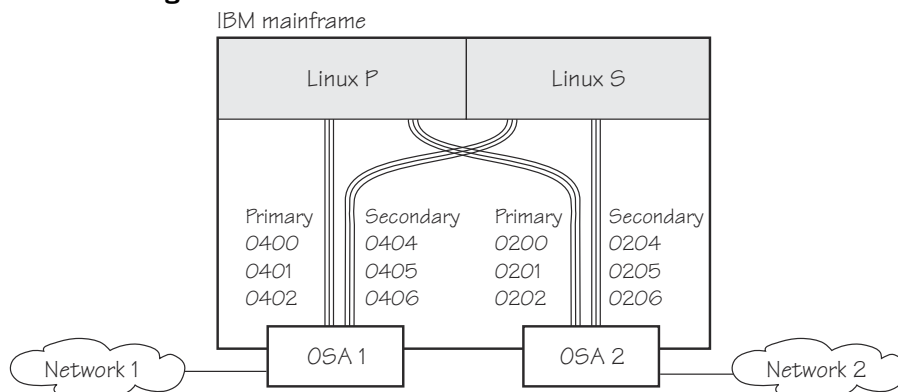 IBM mainframe
Linux P
Linux S
Primary
0400
0401
0402
Secondary
0404
0405
0406
Primary
0200
0201
0202
Secondary
0204
0205
0206
OSA 1
OSA 2
Network 1
Network 2